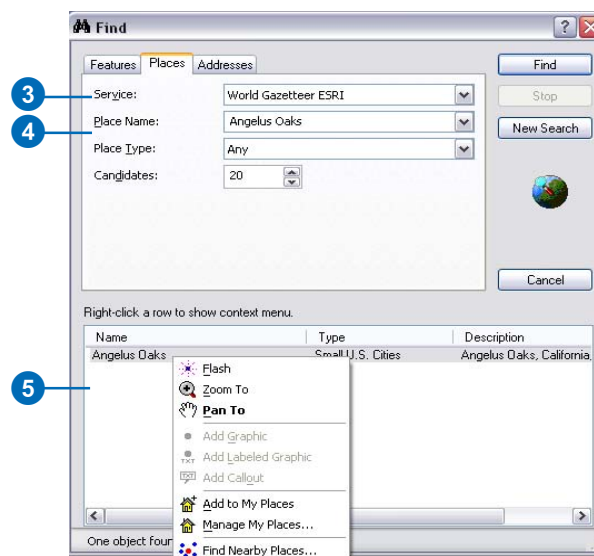 Find
Features Places Addresses
Find
3 Service: World Gazetteer ESRI
Stop
4 Place Name: Angelus Oaks
New Search
Place Type: Any
Candidates: 20
Cancel
Right-click a row to show context menu.
Name Type Description
Angelus Oaks Small U.S. Cities Angelus Oaks, California,
5
Flash
Zoom To
Pan To
Add Graphic
TXT Add Labeled Graphic
TXT Add Callout
Add to My Places
Manage My Places...
One object four
Find Nearby Places...